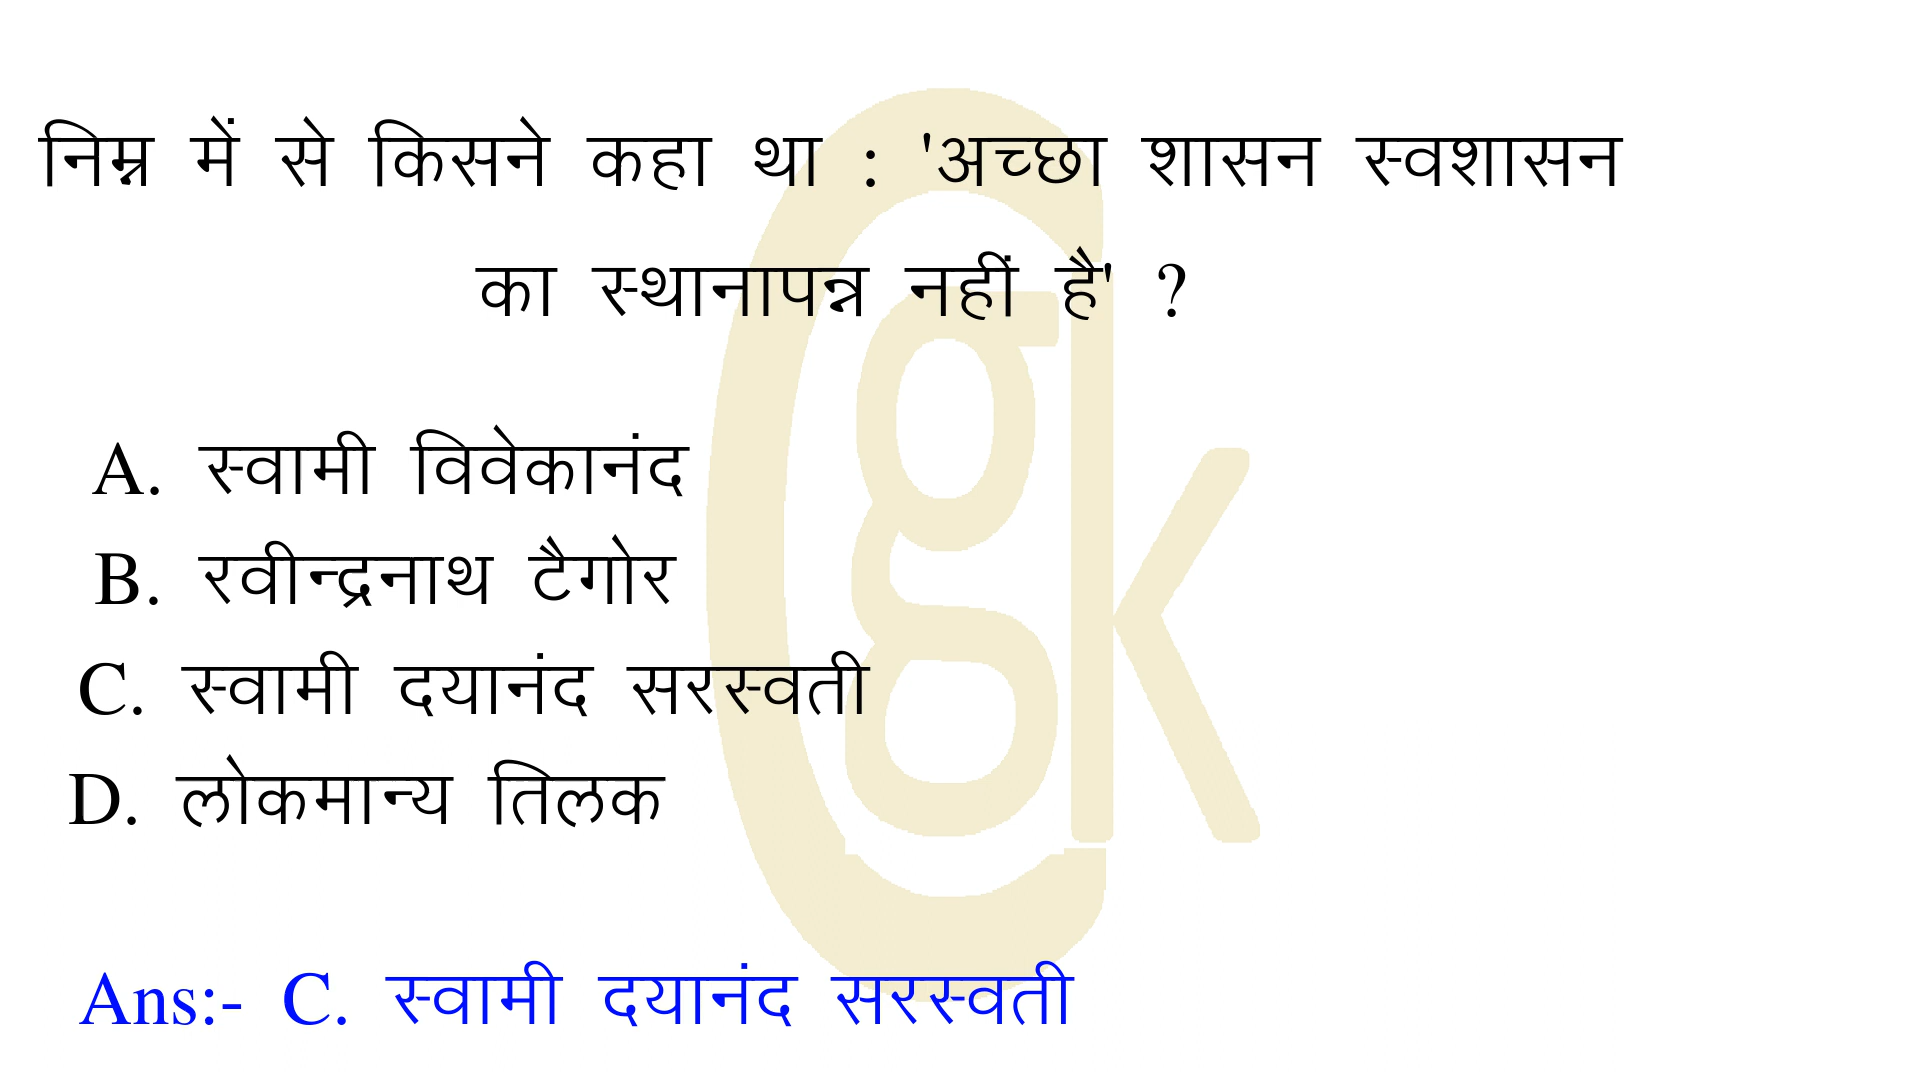 निम्न में से किसने कहा था : 'अच्छा शासन स्वशासन
का स्थानापन्न नहीं है' ?
A. स्वामी विवेकानंद
B. रवीन्द्रनाथ टैगोर
C. स्वामी दयानंद सरस्वती
D. लोकमान्य तिलक
Ans:- C. स्वामी दयानंद सरस्वती
Cgk